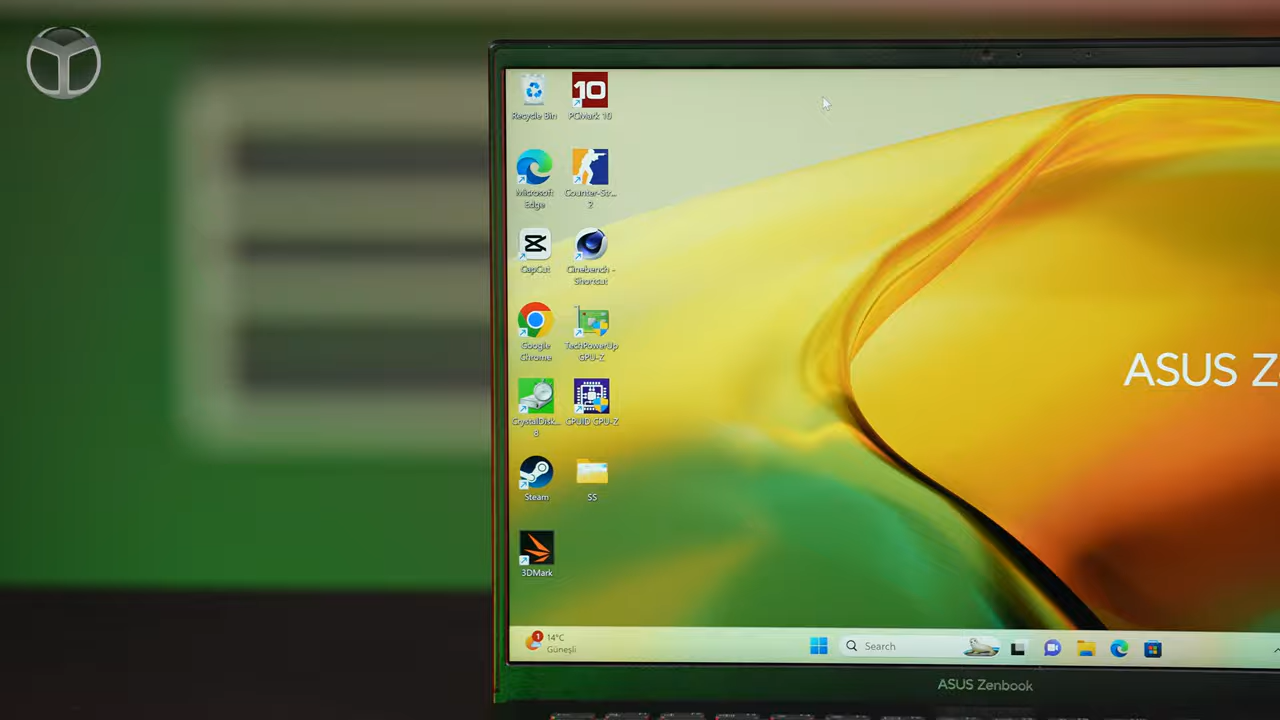 Recycle Bin
10
PCMark 10
Microsoft
Edge
Counter-Str...
2
CapCut
Cinebench -
Shortcut
Google
Chrome
TechPowerUp
GPU-Z
CrystalDisk...
8
CPUID CPU-Z
Steam
SS
3DMark
ASUS Z
1
14°C
Güneşli
Search
ASUS Zenbook